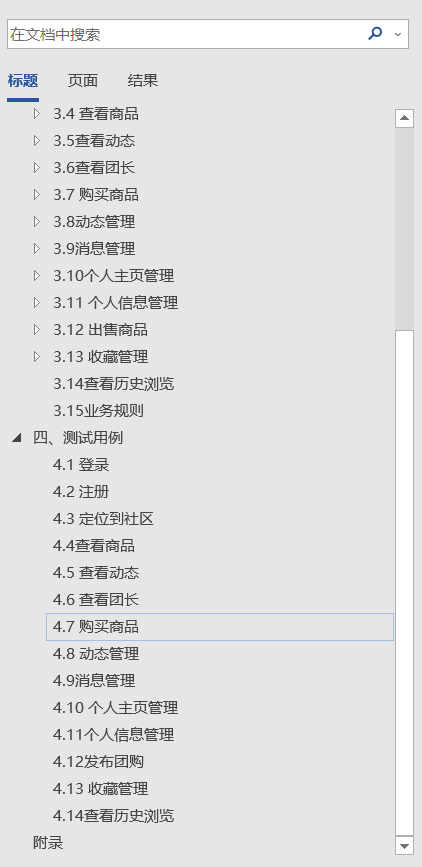 在文档中搜索
标题 页面 结果
3.4 查看商品
3.5查看动态
3.6查看团长
3.7 购买商品
3.8动态管理
3.9消息管理
3.10个人主页管理
3.11 个人信息管理
3.12 出售商品
3.13 收藏管理
3.14查看历史浏览
3.15业务规则
四、测试用例
4.1 登录
4.2 注册
4.3 定位到社区
4.4查看商品
4.5 查看动态
4.6 查看团长
4.7 购买商品
4.8 动态管理
4.9消息管理
4.10 个人主页管理
4.11个人信息管理
4.12发布团购
4.13 收藏管理
4.14查看历史浏览
附录